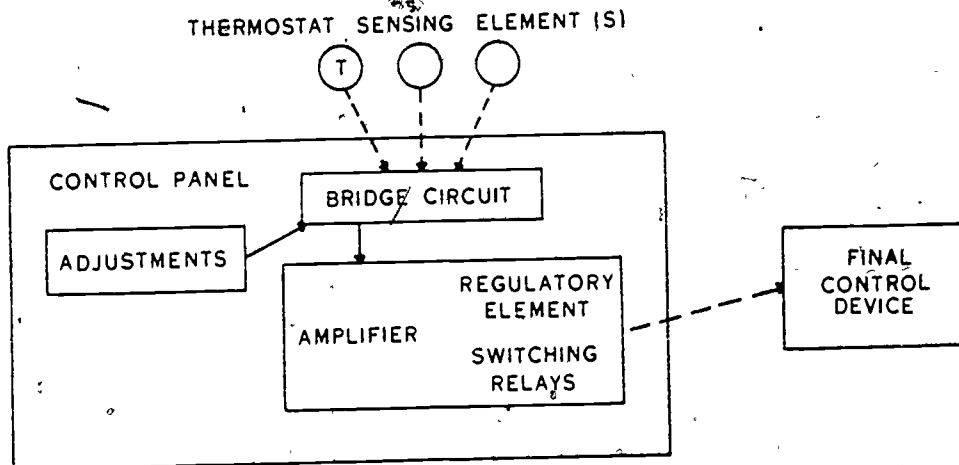 THERMOSTAT SENSING ELEMENT (S)
T
CONTROL PANEL
BRIDGE CIRCUIT
ADJUSTMENTS
REGULATORY
ELEMENT
AMPLIFIER
SWITCHING
RELAYS
FINAL
CONTROL
DEVICE